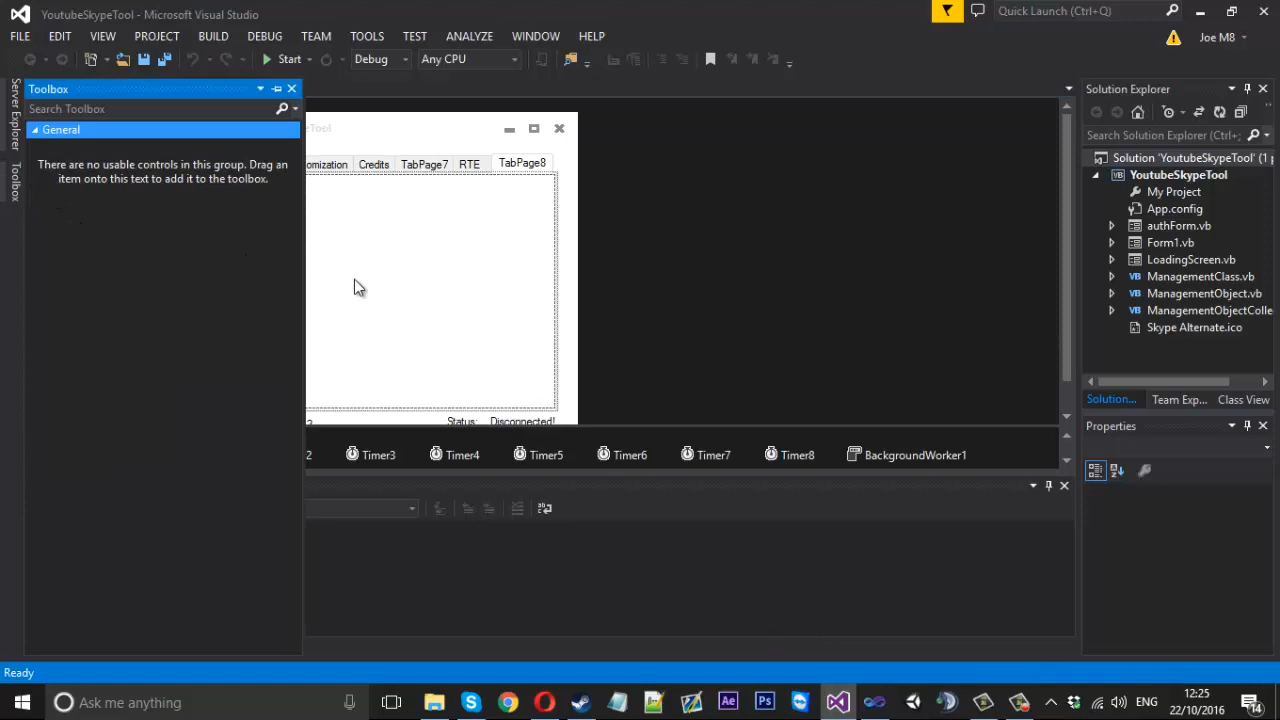 YoutubeSkypeTool - Microsoft Visual Studio
Quick Launch (Ctrl+Q)
FILE EDIT VIEW PROJECT BUILD DEBUG TEAM TOOLS TEST ANALYZE WINDOW HELP
Joe M8
Start Debug Any CPU
Server Explorer
Toolbox
Toolbox
Search Toolbox
General
There are no usable controls in this group. Drag an
item onto this text to add it to the toolbox.
eTool
omization Credits TabPage7 RTE TabPage8
Status: Disconnected!
2 Timer3 Timer4 Timer5 Timer6 Timer7 Timer8 BackgroundWorker1
Solution Explorer
Search Solution Explorer (Ctrl+;
Solution 'YoutubeSkypeTool' (1 p
YoutubeSkypeTool
My Project
App.config
authForm.vb
Form1.vb
LoadingScreen.vb
ManagementClass.vb
ManagementObject.vb
ManagementObjectColle
Skype Alternate.ico
Solution... Team Exp... Class View
Properties
Ready
Ask me anything
ENG
12:25
22/10/2016
14